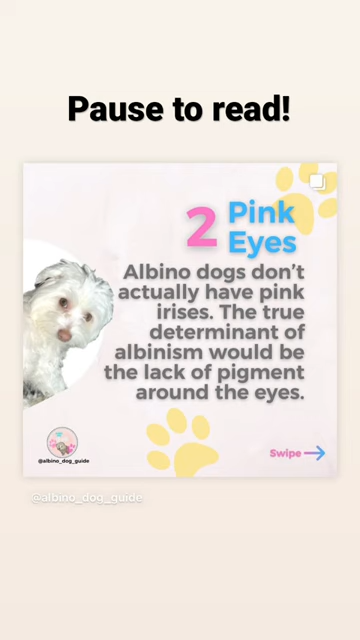 Pause to read!
2 Pink
Eyes
Albino dogs don't
actually have pink
irises. The true
determinant of
albinism would be
the lack of pigment
around the eyes.
@albino_dog_guide
Swipe
@albino_dog_guide